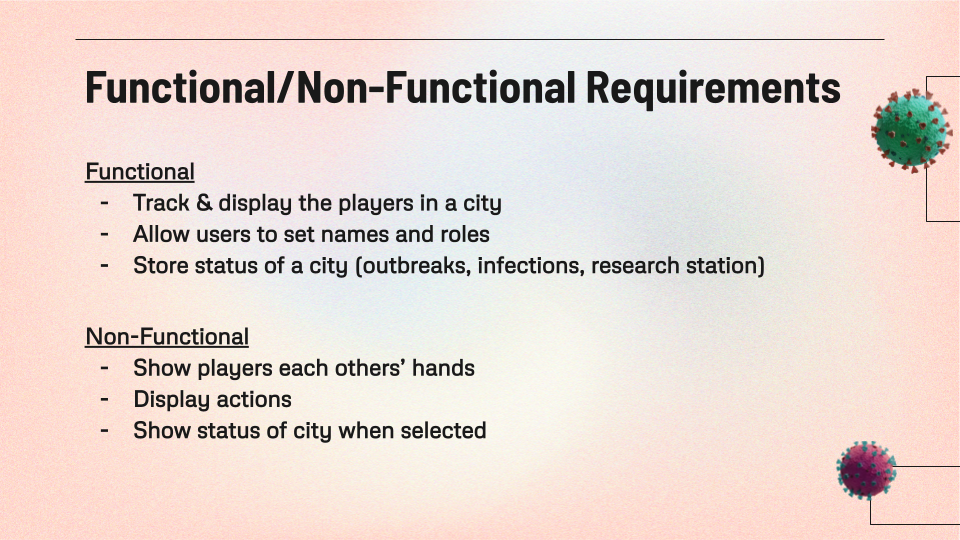 Functional/Non-Functional Requirements
Functional
- Track & display the players in a city
- Allow users to set names and roles
- Store status of a city (outbreaks, infections, research station)
Non-Functional
- Show players each others’ hands
- Display actions
- Show status of city when selected